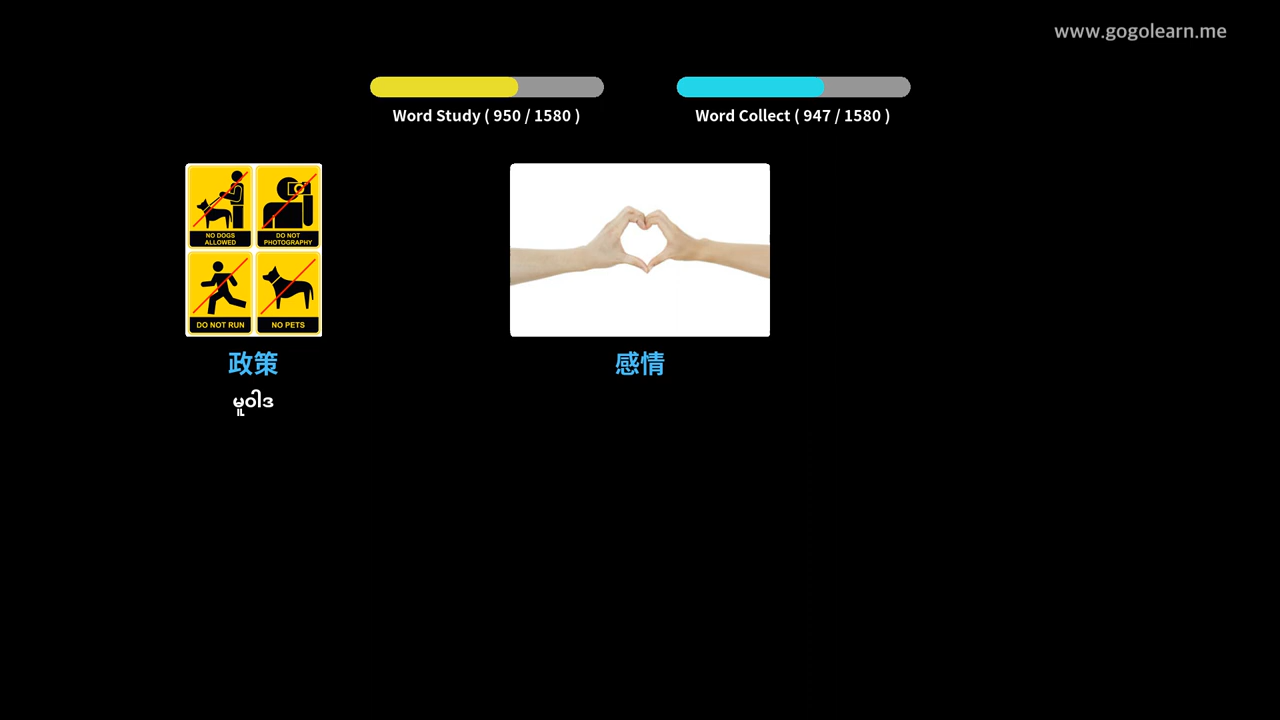 www.gogolearn.me
Word Study ( 950 / 1580 )
Word Collect ( 947 / 1580 )
NO DOGS
ALLOWED
DO NOT
PHOTOGRAPHY
DO NOT RUN
NO PETS
政策
感情
မူဝါဒ